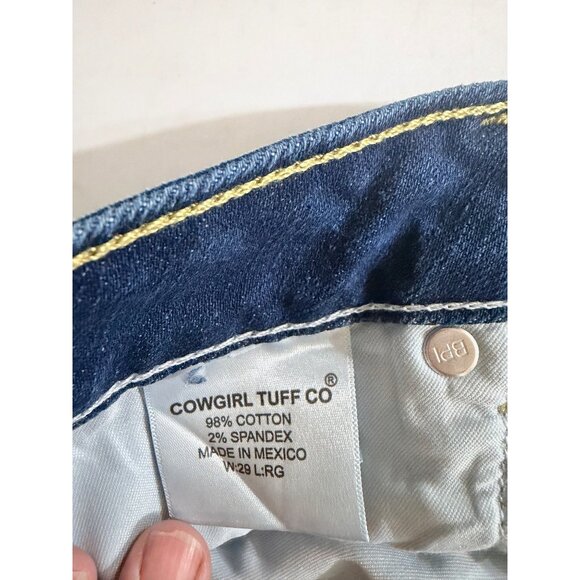 COWGIRL TUFF CO®
98% COTTON
2% SPANDEX
MADE IN MEXICO
W:29 L:RG
BPI